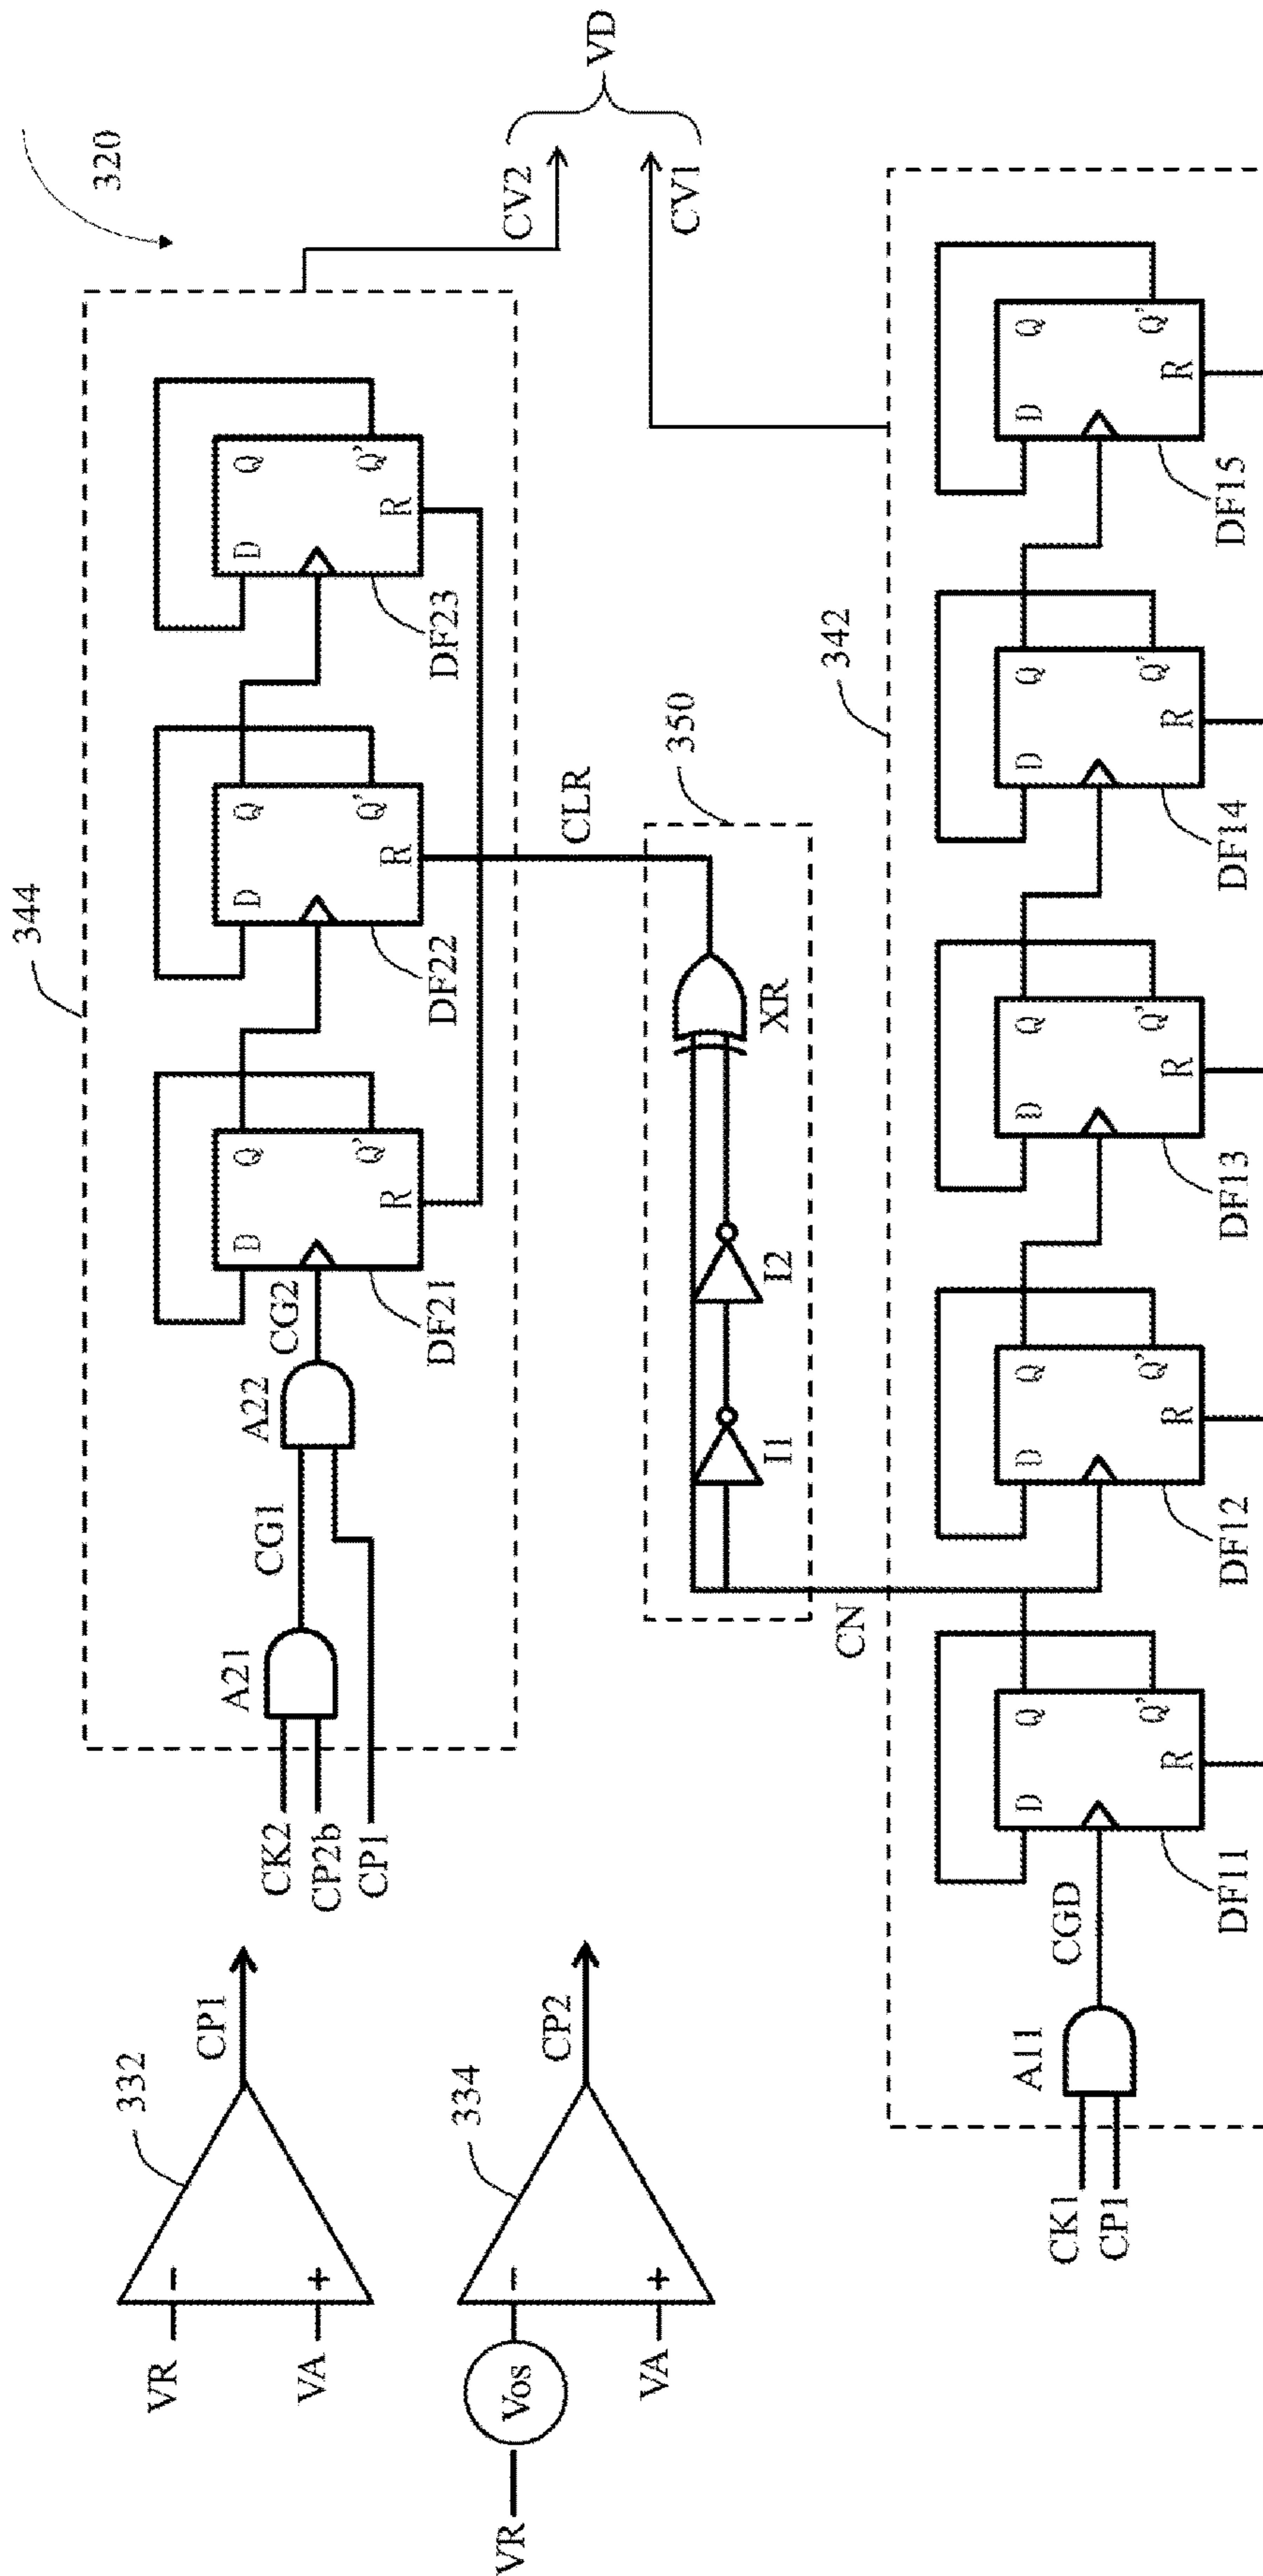 320
344
332
VR
−
VA
+
CP1
334
VR
Vos
−
VA
+
CP2
CK2
CP2b
CP1
A21
CG1
A22
CG2
D
Q
Q'
R
DF21
D
Q
Q'
R
DF22
D
Q
Q'
R
DF23
CV2
VD
CV1
CLR
350
I1
I2
XR
CN
342
CK1
CP1
A11
CGD
D
Q
Q'
R
DF11
D
Q
Q'
R
DF12
D
Q
Q'
R
DF13
D
Q
Q'
R
DF14
D
Q
Q'
R
DF15